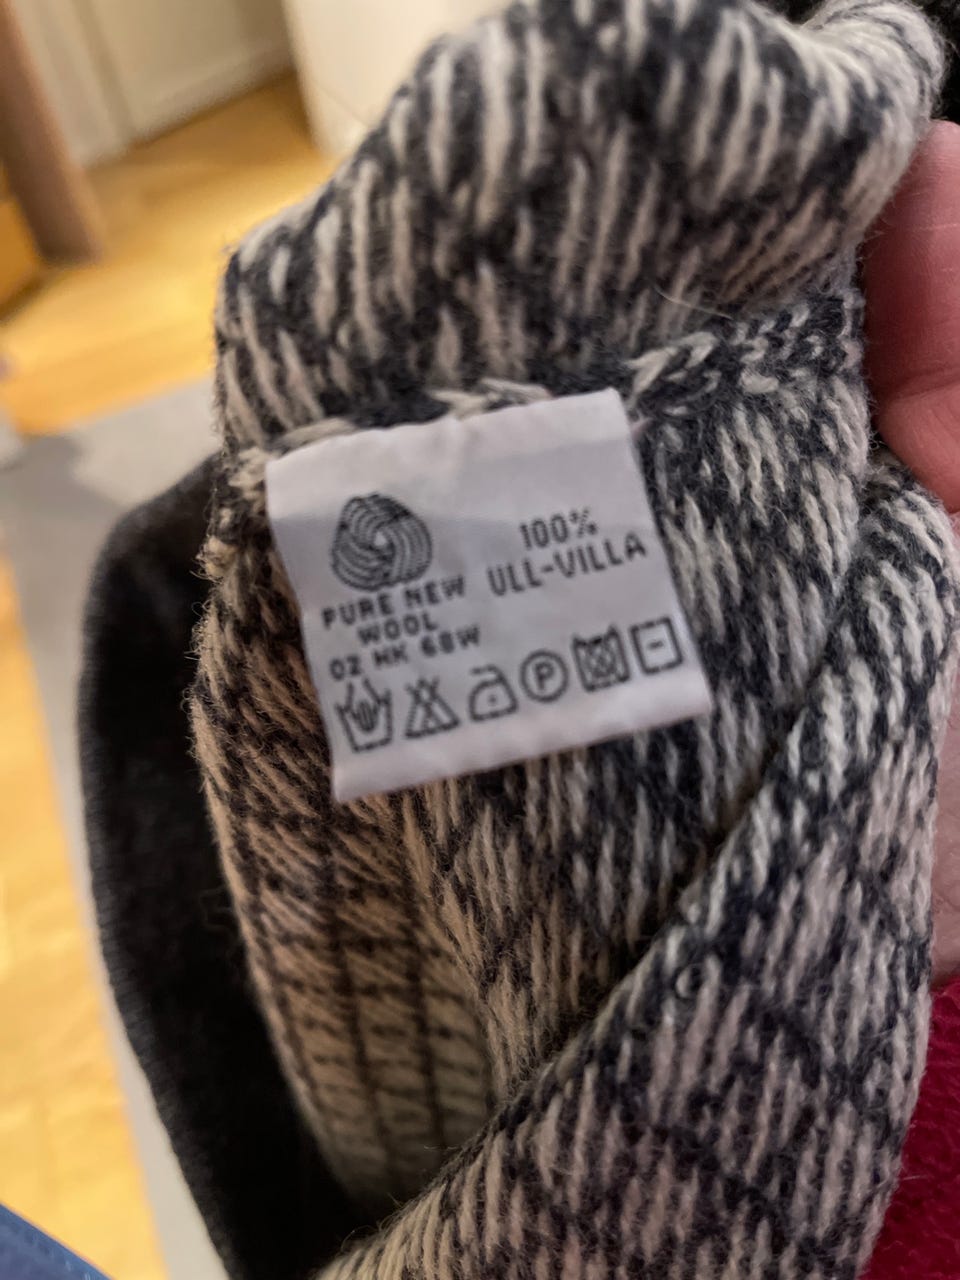 100%
ULL-VILLA
PURE NEW
WOOL
02 HK 68W
P